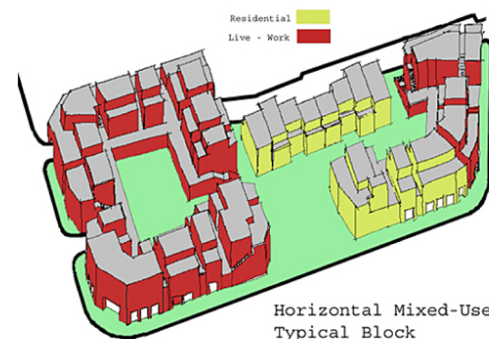 Residential
Live - Work
Horizontal Mixed-Use
Typical Block